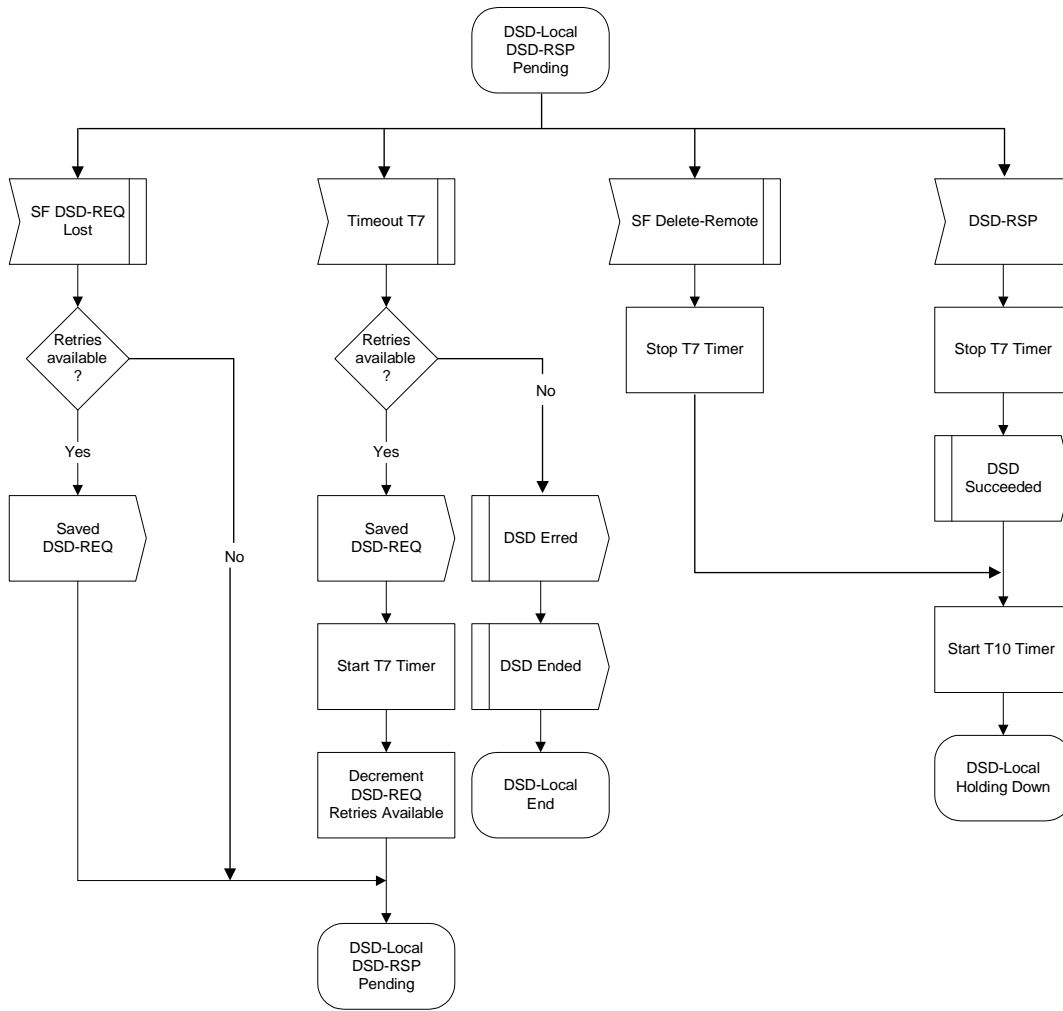 DSD-Local
DSD-RSP
Pending
SF DSD-REQ
Lost
Timeout T7
SF Delete-Remote
DSD-RSP
Retries
available
?
Retries
available
?
Stop T7 Timer
Stop T7 Timer
No
Yes
Yes
DSD
Succeeded
Saved
DSD-REQ
No
Saved
DSD-REQ
DSD Erred
Start T7 Timer
DSD Ended
Start T10 Timer
Decrement
DSD-REQ
Retries Available
DSD-Local
End
DSD-Local
Holding Down
DSD-Local
DSD-RSP
Pending